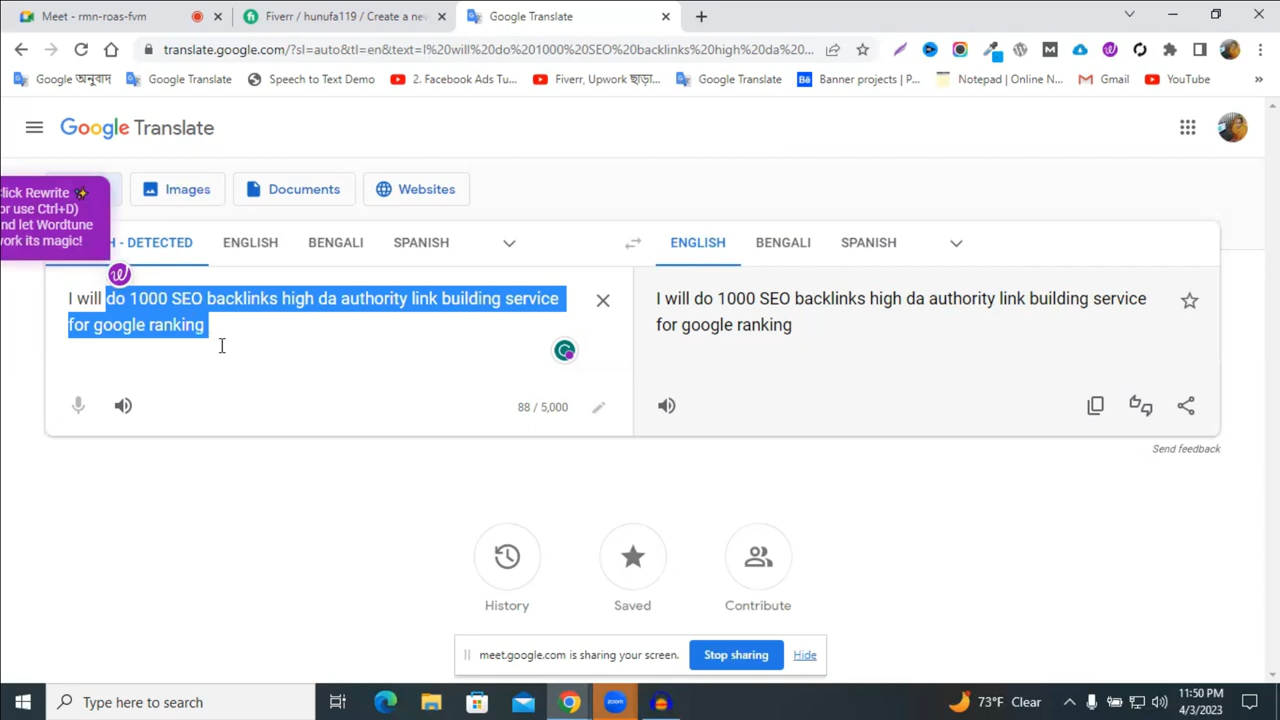 Meet - rmn-roas-fvm
Fiverr / hunufa119 / Create a new
Google Translate
translate.google.com/?sl=auto&tl=en&text=I%20will%20do%201000%20SEO%20backlinks%20high%20da%20...
Google অনুবাদ
Google Translate
Speech to Text Demo
2. Facebook Ads Tu...
Fiverr, Upwork ছাড়া...
Google Translate
Banner projects | P...
Notepad | Online N...
Gmail
YouTube
Google Translate
Click Rewrite
or use Ctrl+D)
and let Wordtune
work its magic!
Images
Documents
Websites
H - DETECTED
ENGLISH
BENGALI
SPANISH
ENGLISH
BENGALI
SPANISH
I will do 1000 SEO backlinks high da authority link building service
for google ranking
88 / 5,000
I will do 1000 SEO backlinks high da authority link building service
for google ranking
Send feedback
History
Saved
Contribute
meet.google.com is sharing your screen.
Stop sharing
Hide
Type here to search
zoom
73°F Clear
11:50 PM
4/3/2023